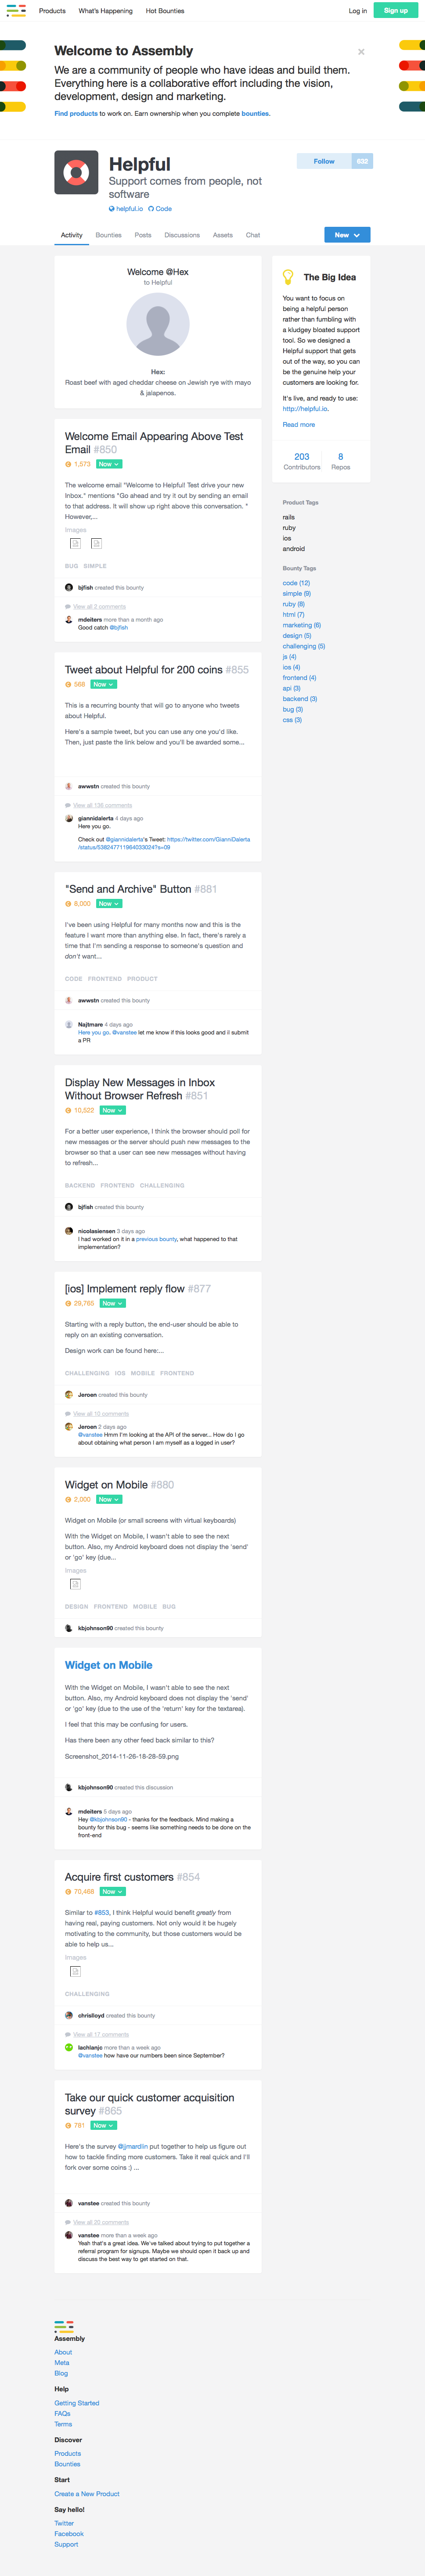 Products What's Happening Hot Bounties Log in Sign up
Welcome to Assembly
We are a community of people who have ideas and build them.
Everything here is a collaborative effort including the vision,
development, design and marketing.
Find products to work on. Earn ownership when you complete bounties.
Helpful
Support comes from people, not
software
helpful.io Code
Follow 632
Activity Bounties Posts Discussions Assets Chat New
Welcome @Hex
to Helpful
Hex:
Roast beef with aged cheddar cheese on Jewish rye with mayo
& jalapenos.
The Big Idea
You want to focus on
being a helpful person
rather than fumbling with
a kludgey bloated support
tool. So we designed a
Helpful support that gets
out of the way, so you can
be the genuine help your
customers are looking for.
It's live, and ready to use:
http://helpful.io.
Read more
203 8
Contributors Repos
Product Tags
rails
ruby
ios
android
Bounty Tags
code (12)
simple (9)
ruby (8)
html (7)
marketing (6)
design (5)
challenging (5)
js (4)
ios (4)
frontend (4)
api (3)
backend (3)
bug (3)
css (3)
Welcome Email Appearing Above Test
Email #850
1,573 Now
The welcome email "Welcome to Helpful! Test drive your new
Inbox." mentions "Go ahead and try it out by sending an email
to that address. It will show up right above this conversation. "
However,...
Images
BUG SIMPLE
bjfish created this bounty
View all 2 comments
mdeiters more than a month ago
Good catch @bjfish
Tweet about Helpful for 200 coins #855
568 Now
This is a recurring bounty that will go to anyone who tweets
about Helpful.
Here's a sample tweet, but you can use any one you'd like.
Then, just paste the link below and you'll be awarded some...
awwstn created this bounty
View all 136 comments
giannidalerta 4 days ago
Here you go.
Check out @giannidalerta's Tweet: https://twitter.com/GianniDalerta
/status/538247711964033024?s=09
"Send and Archive" Button #881
8,000 Now
I've been using Helpful for many months now and this is the
feature I want more than anything else. In fact, there's rarely a
time that I'm sending a response to someone's question and
don't want...
CODE FRONTEND PRODUCT
awwstn created this bounty
Najtmare 4 days ago
Here you go. @vanstee let me know if this looks good and il submit
a PR
Display New Messages in Inbox
Without Browser Refresh #851
10,522 Now
For a better user experience, I think the browser should poll for
new messages or the server should push new messages to the
browser so that a user can see new messages without having
to refresh...
BACKEND FRONTEND CHALLENGING
bjfish created this bounty
nicolasiensen 3 days ago
I had worked on it in a previous bounty, what happened to that
implementation?
[ios] Implement reply flow #877
29,765 Now
Starting with a reply button, the end-user should be able to
reply on an existing conversation.
Design work can be found here:...
CHALLENGING IOS MOBILE FRONTEND
Jeroen created this bounty
View all 10 comments
Jeroen 2 days ago
@vanstee Hmm I'm looking at the API of the server... How do I go
about obtaining what person I am myself as a logged in user?
Widget on Mobile #880
2,000 Now
Widget on Mobile (or small screens with virtual keyboards)
With the Widget on Mobile, I wasn't able to see the next
button. Also, my Android keyboard does not display the 'send'
or 'go' key (due...
Images
DESIGN FRONTEND MOBILE BUG
kbjohnson90 created this bounty
Widget on Mobile
With the Widget on Mobile, I wasn't able to see the next
button. Also, my Android keyboard does not display the 'send'
or 'go' key (due to the use of the 'return' key for the textarea).
I feel that this may be confusing for users.
Has there been any other feed back similar to this?
Screenshot_2014-11-26-18-28-59.png
kbjohnson90 created this discussion
mdeiters 5 days ago
Hey @kbjohnson90 - thanks for the feedback. Mind making a
bounty for this bug - seems like something needs to be done on the
front-end
Acquire first customers #854
70,468 Now
Similar to #853, I think Helpful would benefit greatly from
having real, paying customers. Not only would it be hugely
motivating to the community, but those customers would be
able to help us...
Images
CHALLENGING
chrislloyd created this bounty
View all 17 comments
lachlanjc more than a week ago
@vanstee how have our numbers been since September?
Take our quick customer acquisition
survey #865
781 Now
Here's the survey @jjmardlin put together to help us figure out
how to tackle finding more customers. Take it real quick and I'll
fork over some coins :) ...
vanstee created this bounty
View all 20 comments
vanstee more than a week ago
Yeah that's a great idea. We've talked about trying to put together a
referral program for signups. Maybe we should open it back up and
discuss the best way to get started on that.
Assembly
About
Meta
Blog
Help
Getting Started
FAQs
Terms
Discover
Products
Bounties
Start
Create a New Product
Say hello!
Twitter
Facebook
Support